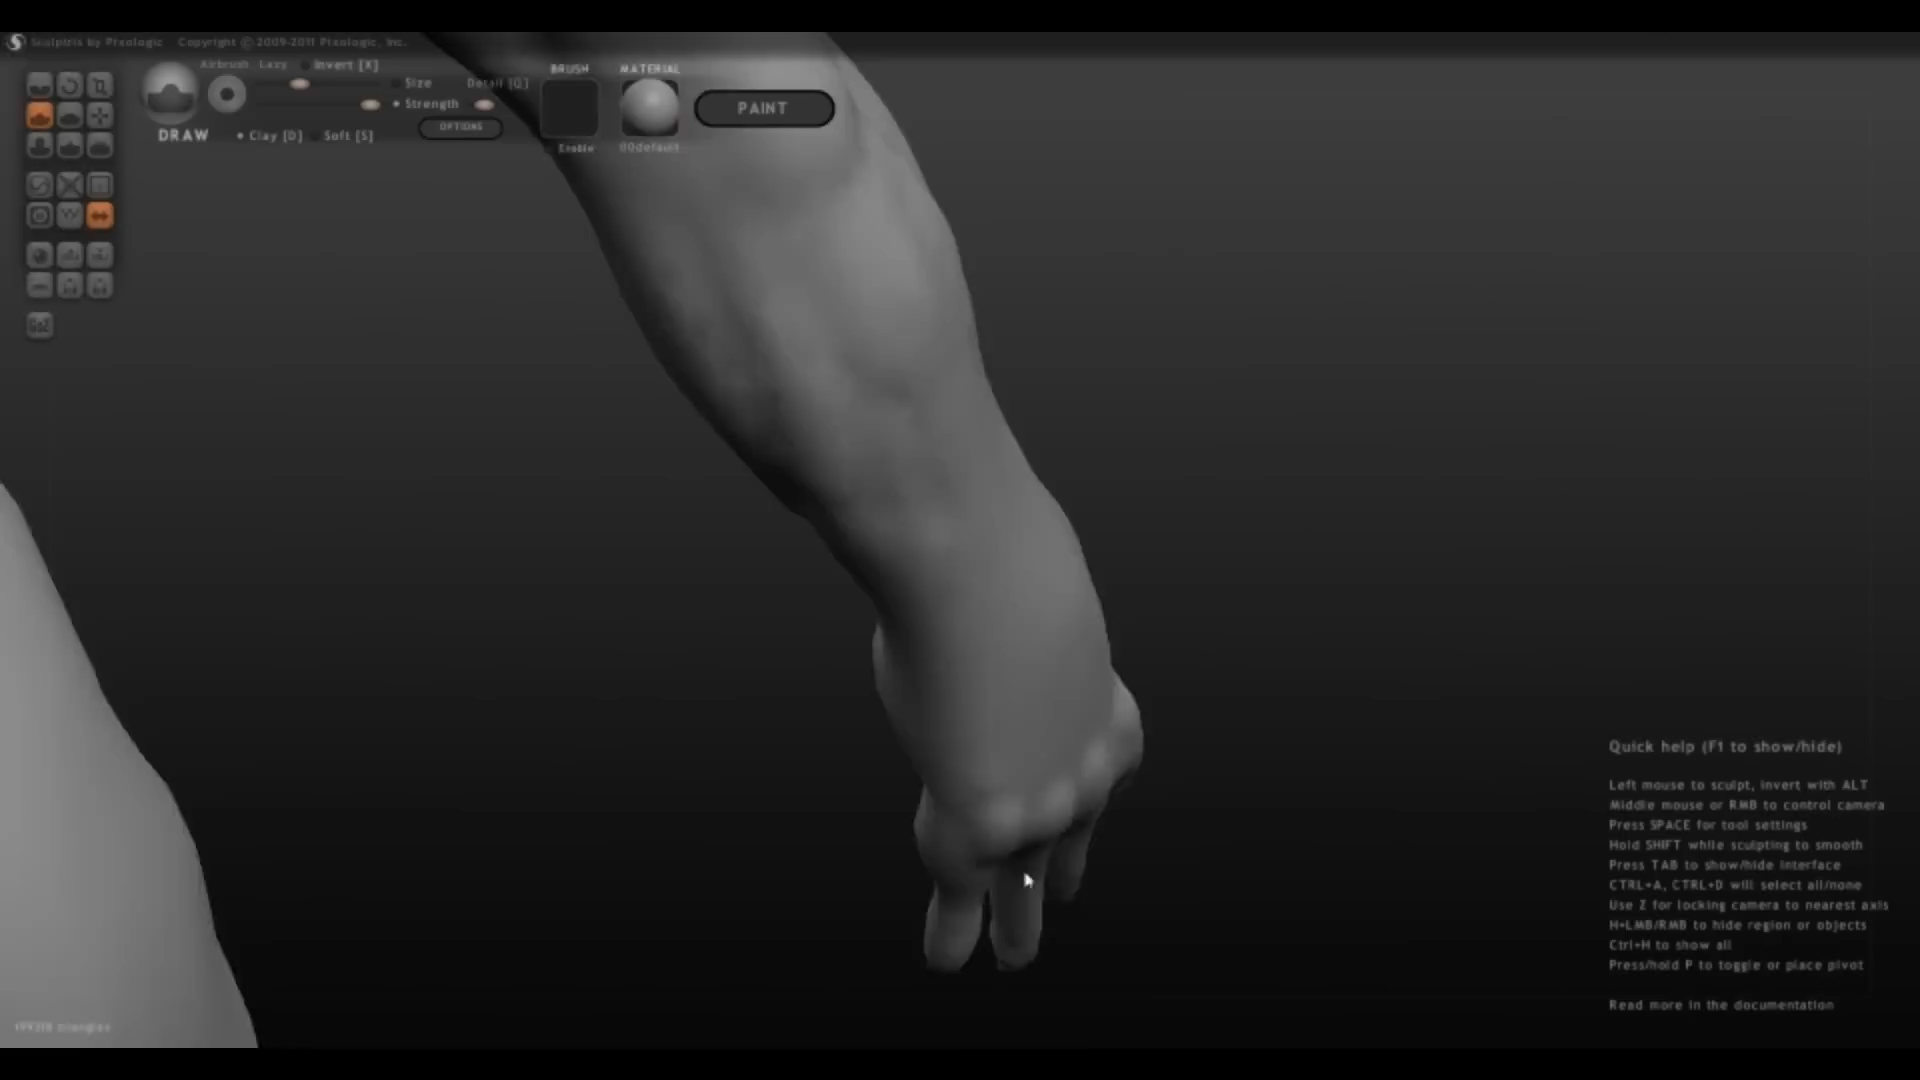 Sculptris by Pixologic Copyright © 2009-2011 Pixologic, Inc.
Airbrush Lazy Invert [X]
Size Detail [Q]
Strength
DRAW
Clay [D] Soft [S]
OPTIONS
BRUSH
Enable
MATERIAL
00default
PAINT
GoZ
Quick help (F1 to show/hide)
Left mouse to sculpt, invert with ALT
Middle mouse or RMB to control camera
Press SPACE for tool settings
Hold SHIFT while sculpting to smooth
Press TAB to show/hide interface
CTRL+A, CTRL+D will select all/none
Use Z for locking camera to nearest axis
H+LMB/RMB to hide region or objects
Ctrl+H to show all
Press/hold P to toggle or place pivot
Read more in the documentation
triangles